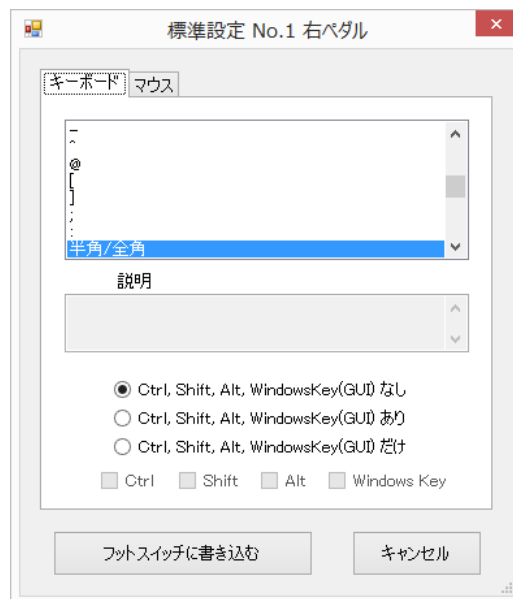 標準設定 No.1 右ペダル
キーボード マウス
-
^
@
[
]
;
:
半角/全角
説明
Ctrl, Shift, Alt, WindowsKey(GUI) なし
Ctrl, Shift, Alt, WindowsKey(GUI) あり
Ctrl, Shift, Alt, WindowsKey(GUI) だけ
Ctrl Shift Alt Windows Key
フットスイッチに書き込む キャンセル